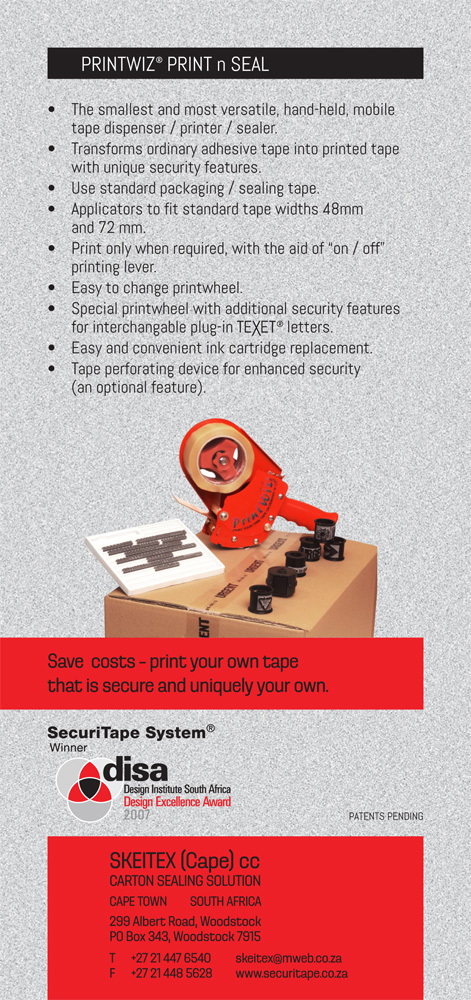 PRINTWIZ® PRINT n SEAL
• The smallest and most versatile, hand-held, mobile
tape dispenser / printer / sealer.
• Transforms ordinary adhesive tape into printed tape
with unique security features.
• Use standard packaging / sealing tape.
• Applicators to fit standard tape widths 48mm
and 72 mm.
• Print only when required, with the aid of “on / off”
printing lever.
• Easy to change printwheel.
• Special printwheel with additional security features
for interchangable plug-in TEXET® letters.
• Easy and convenient ink cartridge replacement.
• Tape perforating device for enhanced security
(an optional feature).
PRINTWIZ
ORIENT ORIENT
ENT
Save costs - print your own tape
that is secure and uniquely your own.
SecuriTape System®
Winner
disa
Design Institute South Africa
Design Excellence Award
2007
PATENTS PENDING
SKEITEX (Cape) cc
CARTON SEALING SOLUTION
CAPE TOWN SOUTH AFRICA
299 Albert Road, Woodstock
PO Box 343, Woodstock 7915
T +27 21 447 6540 skeitex@mweb.co.za
F +27 21 448 5628 www.securitape.co.za